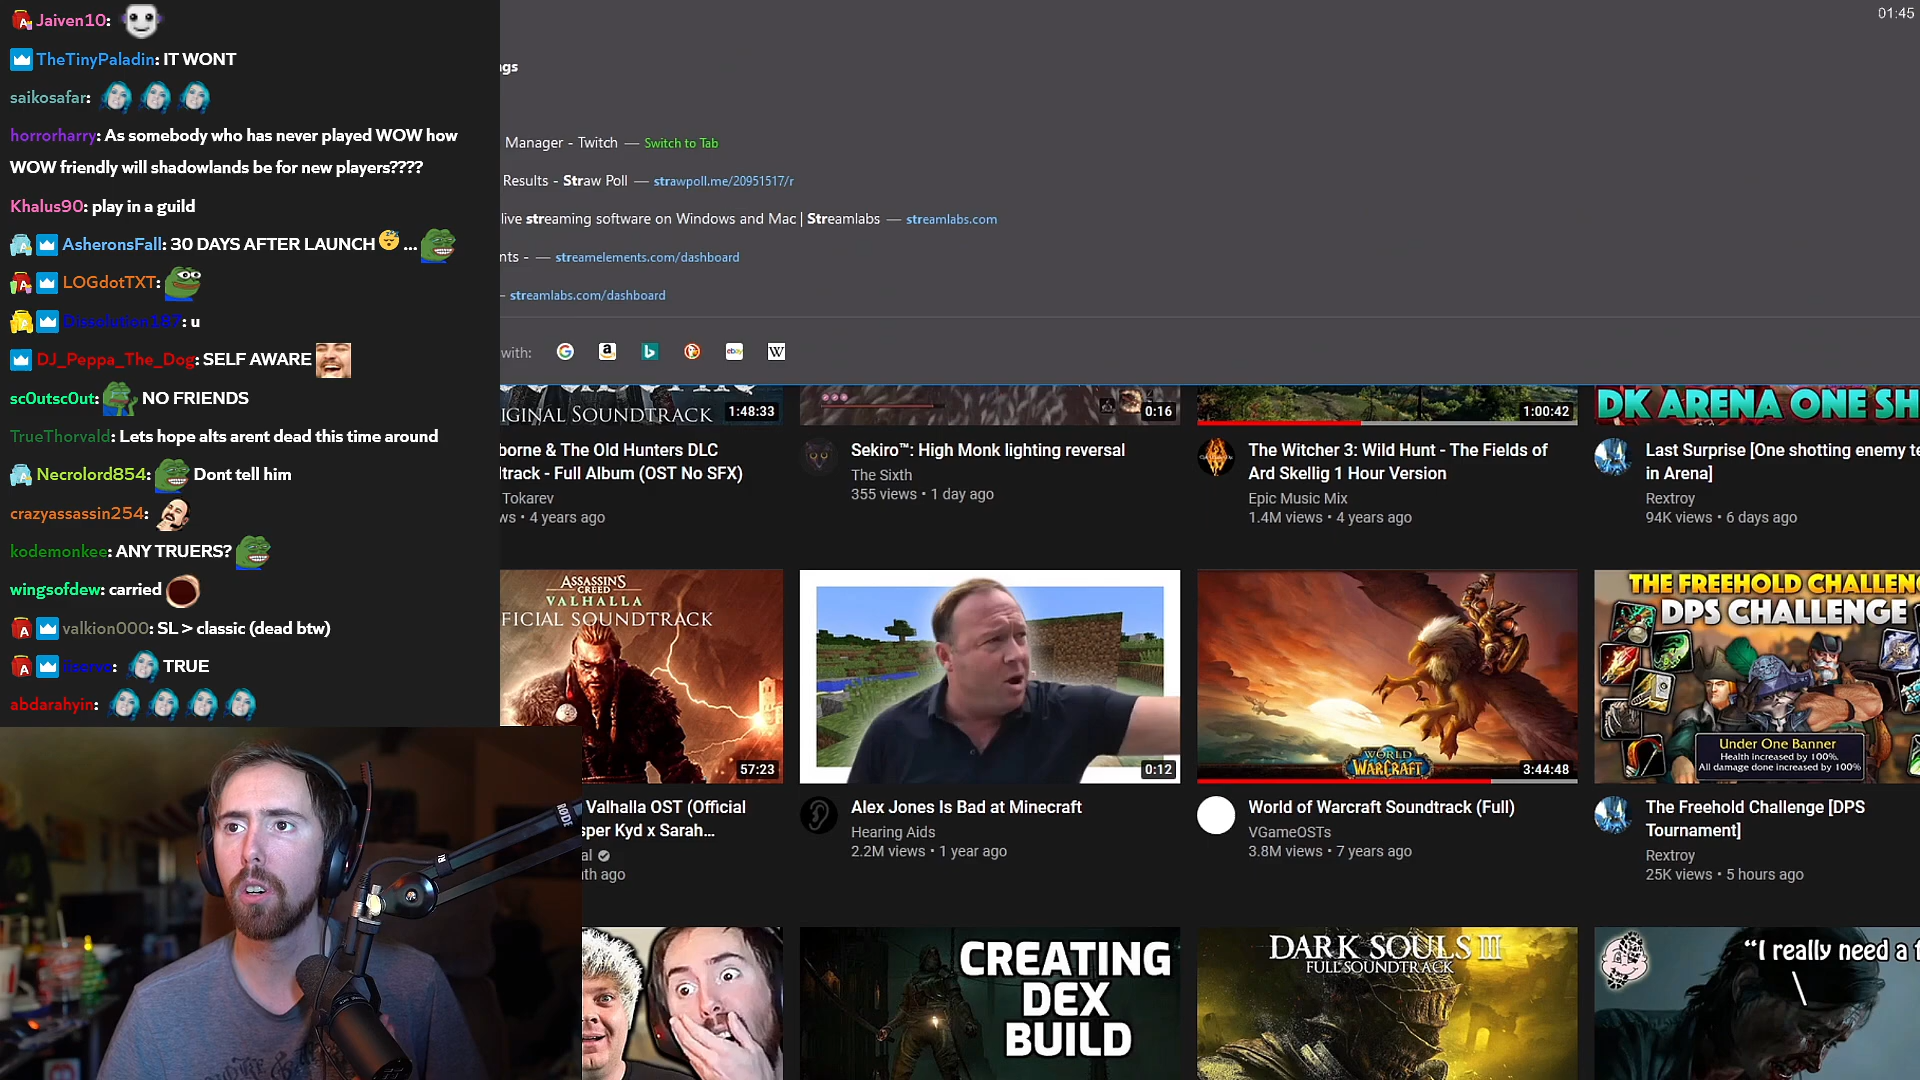 Jaiven10:
TheTinyPaladin: IT WONT
saikosafar:
horrorharry: As somebody who has never played WOW how
WOW friendly will shadowlands be for new players????
Khalus90: play in a guild
AsheronsFall: 30 DAYS AFTER LAUNCH ...
LOGdotTXT:
Dissolution187: u
DJ_Peppa_The_Dog: SELF AWARE
sc0utsc0ut: NO FRIENDS
TrueThorvald: Lets hope alts arent dead this time around
Necrolord854: Dont tell him
crazyassassin254:
kodemonkee: ANY TRUERS?
wingsofdew: carried
valkion000: SL > classic (dead btw)
: TRUE
abdarahyin:
01:45
gs
Manager - Twitch — Switch to Tab
Results - Straw Poll — strawpoll.me/20951517/r
live streaming software on Windows and Mac | Streamlabs — streamlabs.com
nts - — streamelements.com/dashboard
- streamlabs.com/dashboard
with:
IGINAL SOUNDTRACK
1:48:33
0:16
1:00:42
DK ARENA ONE SH
orne & The Old Hunters DLC
track - Full Album (OST No SFX)
Tokarev
ws • 4 years ago
Sekiro™: High Monk lighting reversal
The Sixth
355 views • 1 day ago
The Witcher 3: Wild Hunt - The Fields of
Ard Skellig 1 Hour Version
Epic Music Mix
1.4M views • 4 years ago
Last Surprise [One shotting enemy te
in Arena]
Rextroy
94K views • 6 days ago
ASSASSIN'S
CREED
VALHALLA
FICIAL SOUNDTRACK
57:23
0:12
WORLD
WARCRAFT
3:44:48
THE FREEHOLD CHALLENG
DPS CHALLENGE
Under One Banner
Health increased by 100%.
All damage done increased by 100%
Valhalla OST (Official
sper Kyd x Sarah...
al
th ago
Alex Jones Is Bad at Minecraft
Hearing Aids
2.2M views • 1 year ago
World of Warcraft Soundtrack (Full)
VGameOSTs
3.8M views • 7 years ago
The Freehold Challenge [DPS
Tournament]
Rextroy
25K views • 5 hours ago
RØDE
CREATING
DEX
BUILD
DARK SOULS III
FULL SOUNDTRACK
“I really need a f